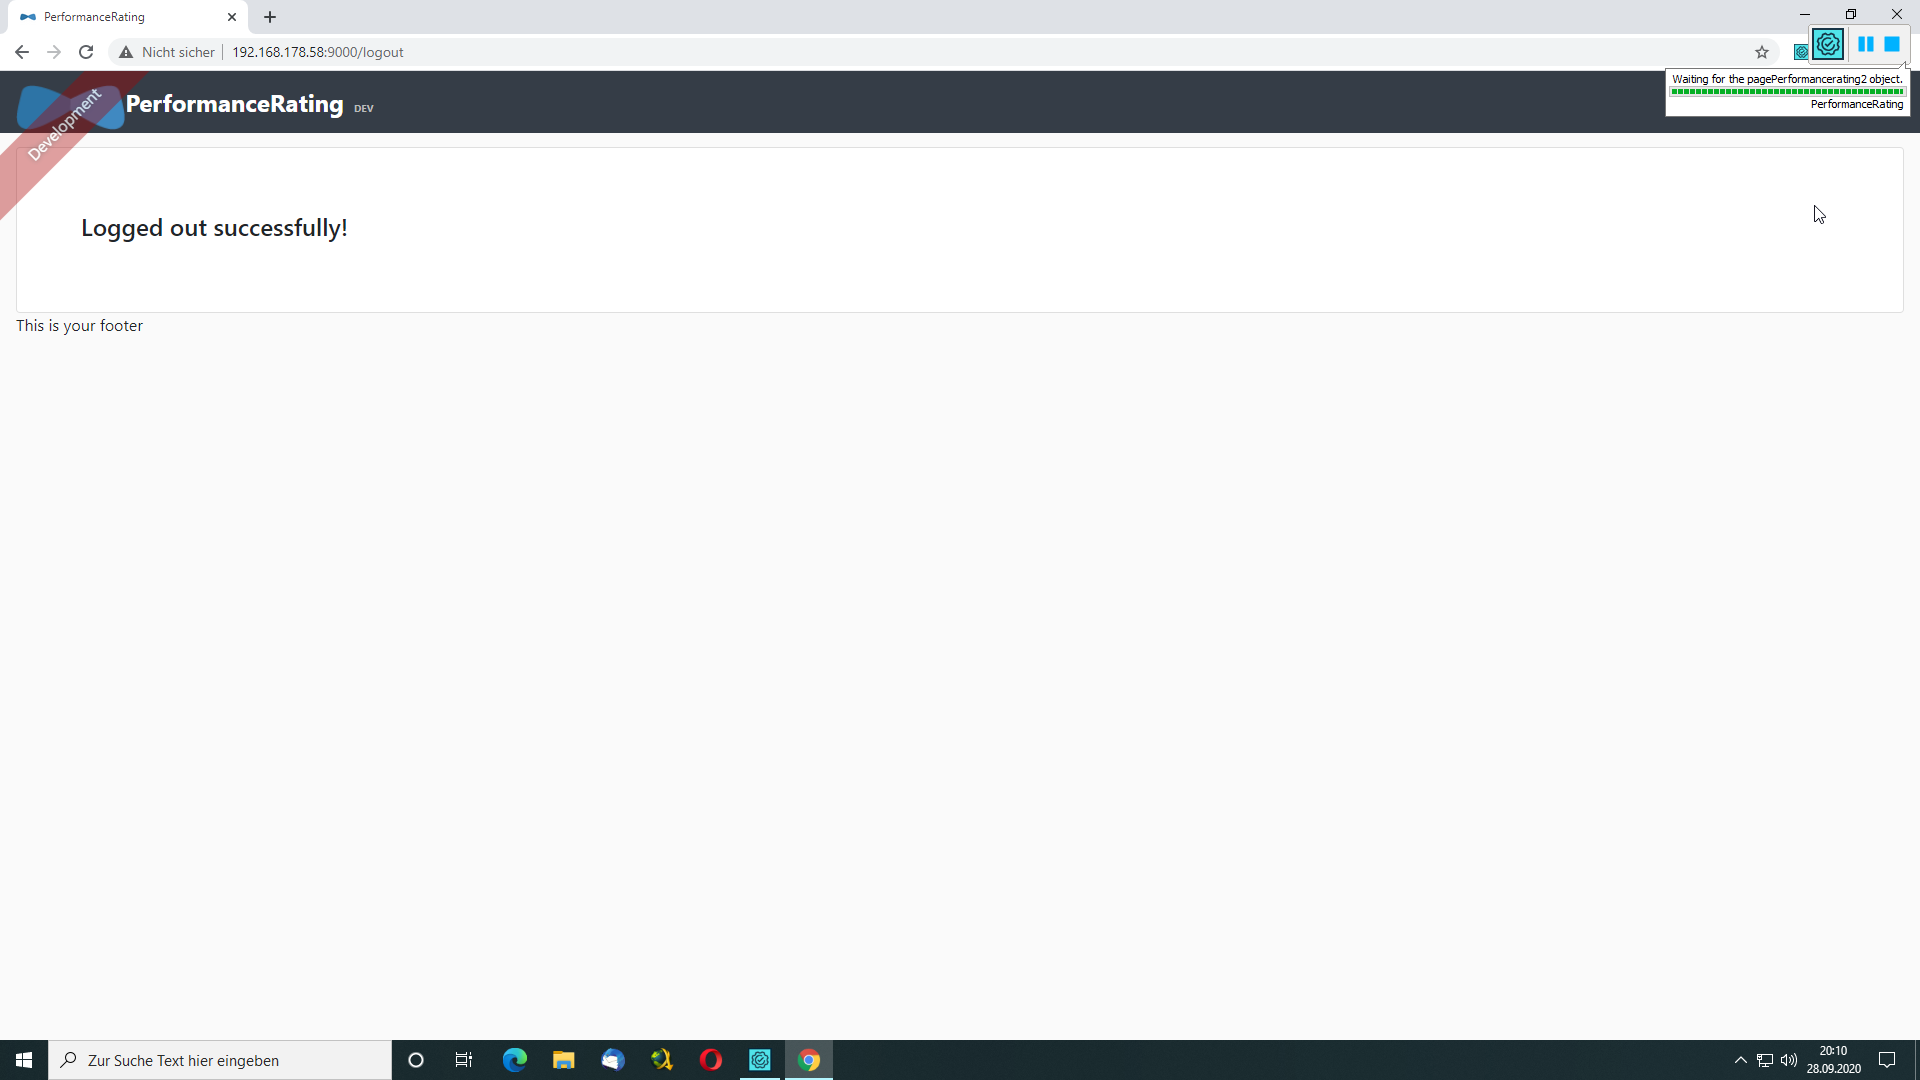 PerformanceRating
Nicht sicher
192.168.178.58:9000/logout
Waiting for the pagePerformancerating2 object.
PerformanceRating
PerformanceRating DEV
Development
Logged out successfully!
This is your footer
Zur Suche Text hier eingeben
20:10
28.09.2020